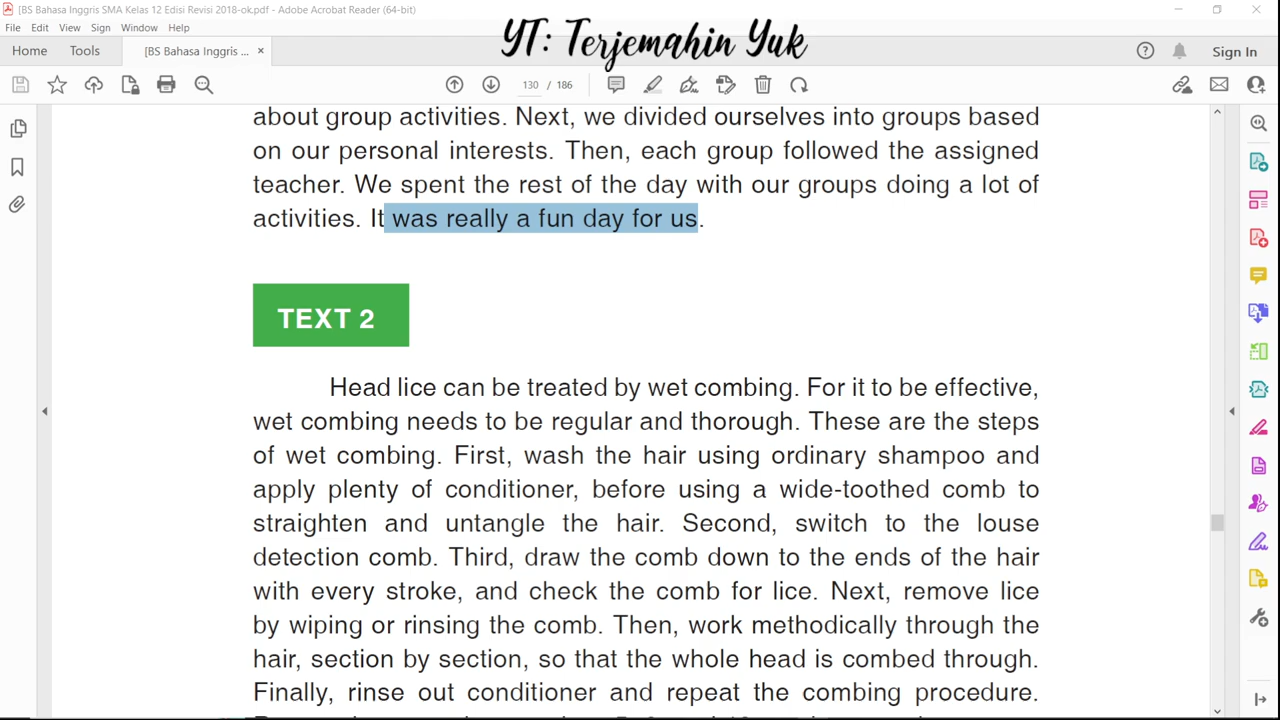 [BS Bahasa Inggris SMA Kelas 12 Edisi Revisi 2018-ok.pdf - Adobe Acrobat Reader (64-bit)
YT: Terjemahin Yuk
File Edit View Sign Window Help
Home Tools [BS Bahasa Inggris ... × Sign In
130 / 186
about group activities. Next, we divided ourselves into groups based
on our personal interests. Then, each group followed the assigned
teacher. We spent the rest of the day with our groups doing a lot of
activities. It was really a fun day for us.
TEXT 2
Head lice can be treated by wet combing. For it to be effective,
wet combing needs to be regular and thorough. These are the steps
of wet combing. First, wash the hair using ordinary shampoo and
apply plenty of conditioner, before using a wide-toothed comb to
straighten and untangle the hair. Second, switch to the louse
detection comb. Third, draw the comb down to the ends of the hair
with every stroke, and check the comb for lice. Next, remove lice
by wiping or rinsing the comb. Then, work methodically through the
hair, section by section, so that the whole head is combed through.
Finally, rinse out conditioner and repeat the combing procedure.